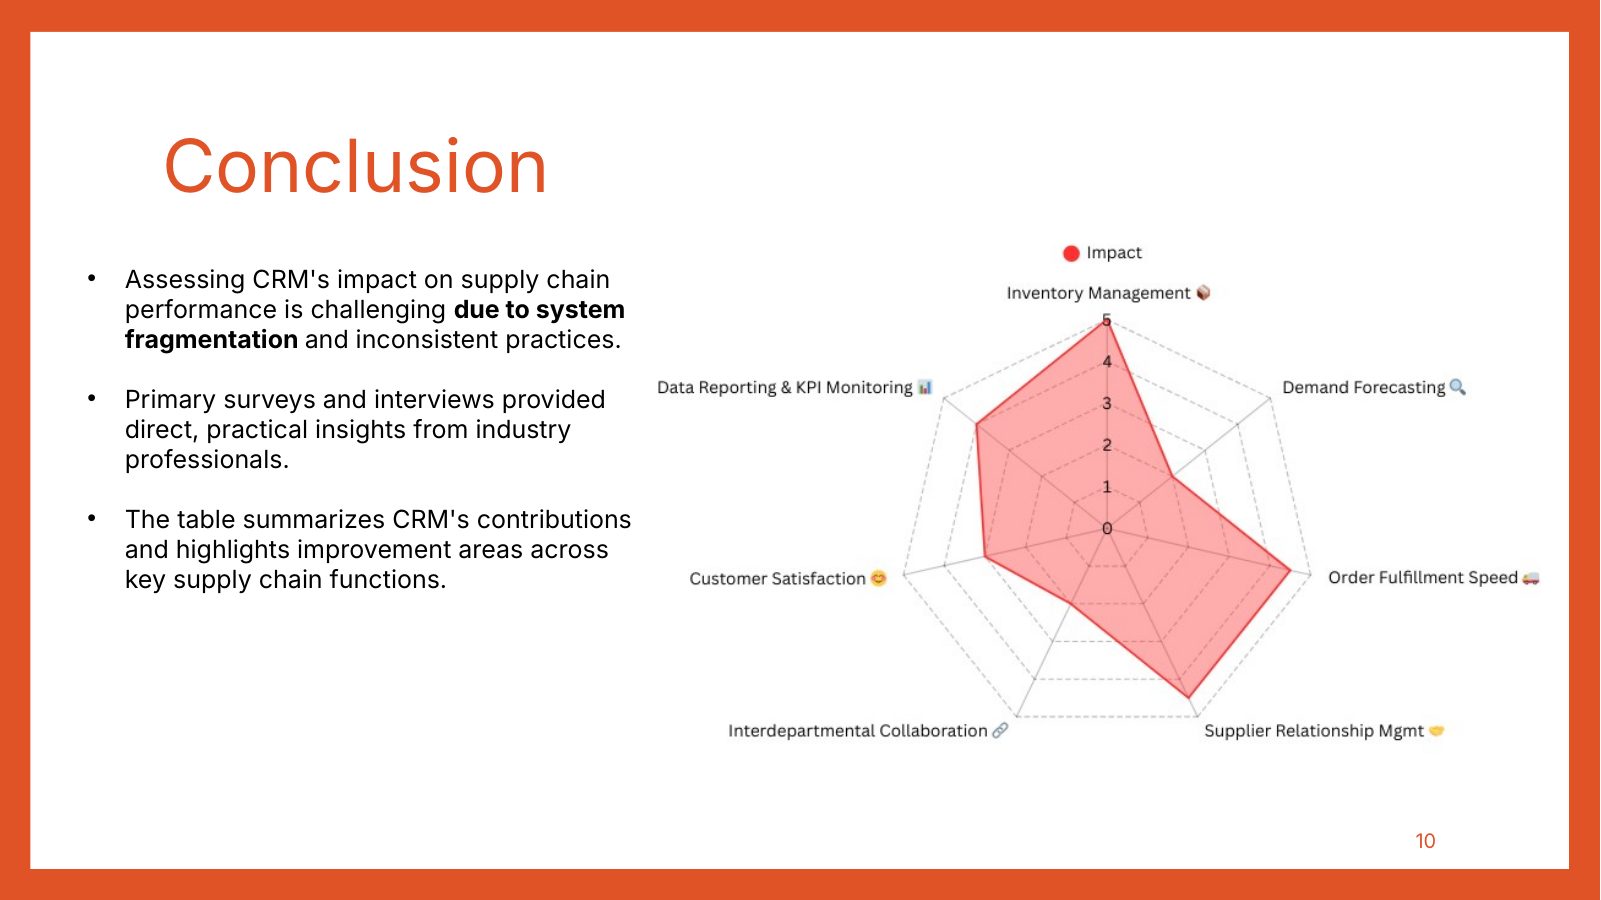 Conclusion
• Assessing CRM's impact on supply chain
performance is challenging due to system
fragmentation and inconsistent practices.
• Primary surveys and interviews provided
direct, practical insights from industry
professionals.
• The table summarizes CRM's contributions
and highlights improvement areas across
key supply chain functions.
Impact
Inventory Management 📦
5
4
3
2
1
0
Data Reporting & KPI Monitoring 📊
Demand Forecasting 🔍
Customer Satisfaction 😊
Order Fulfillment Speed 🚚
Interdepartmental Collaboration 🔗
Supplier Relationship Mgmt 🤝
10